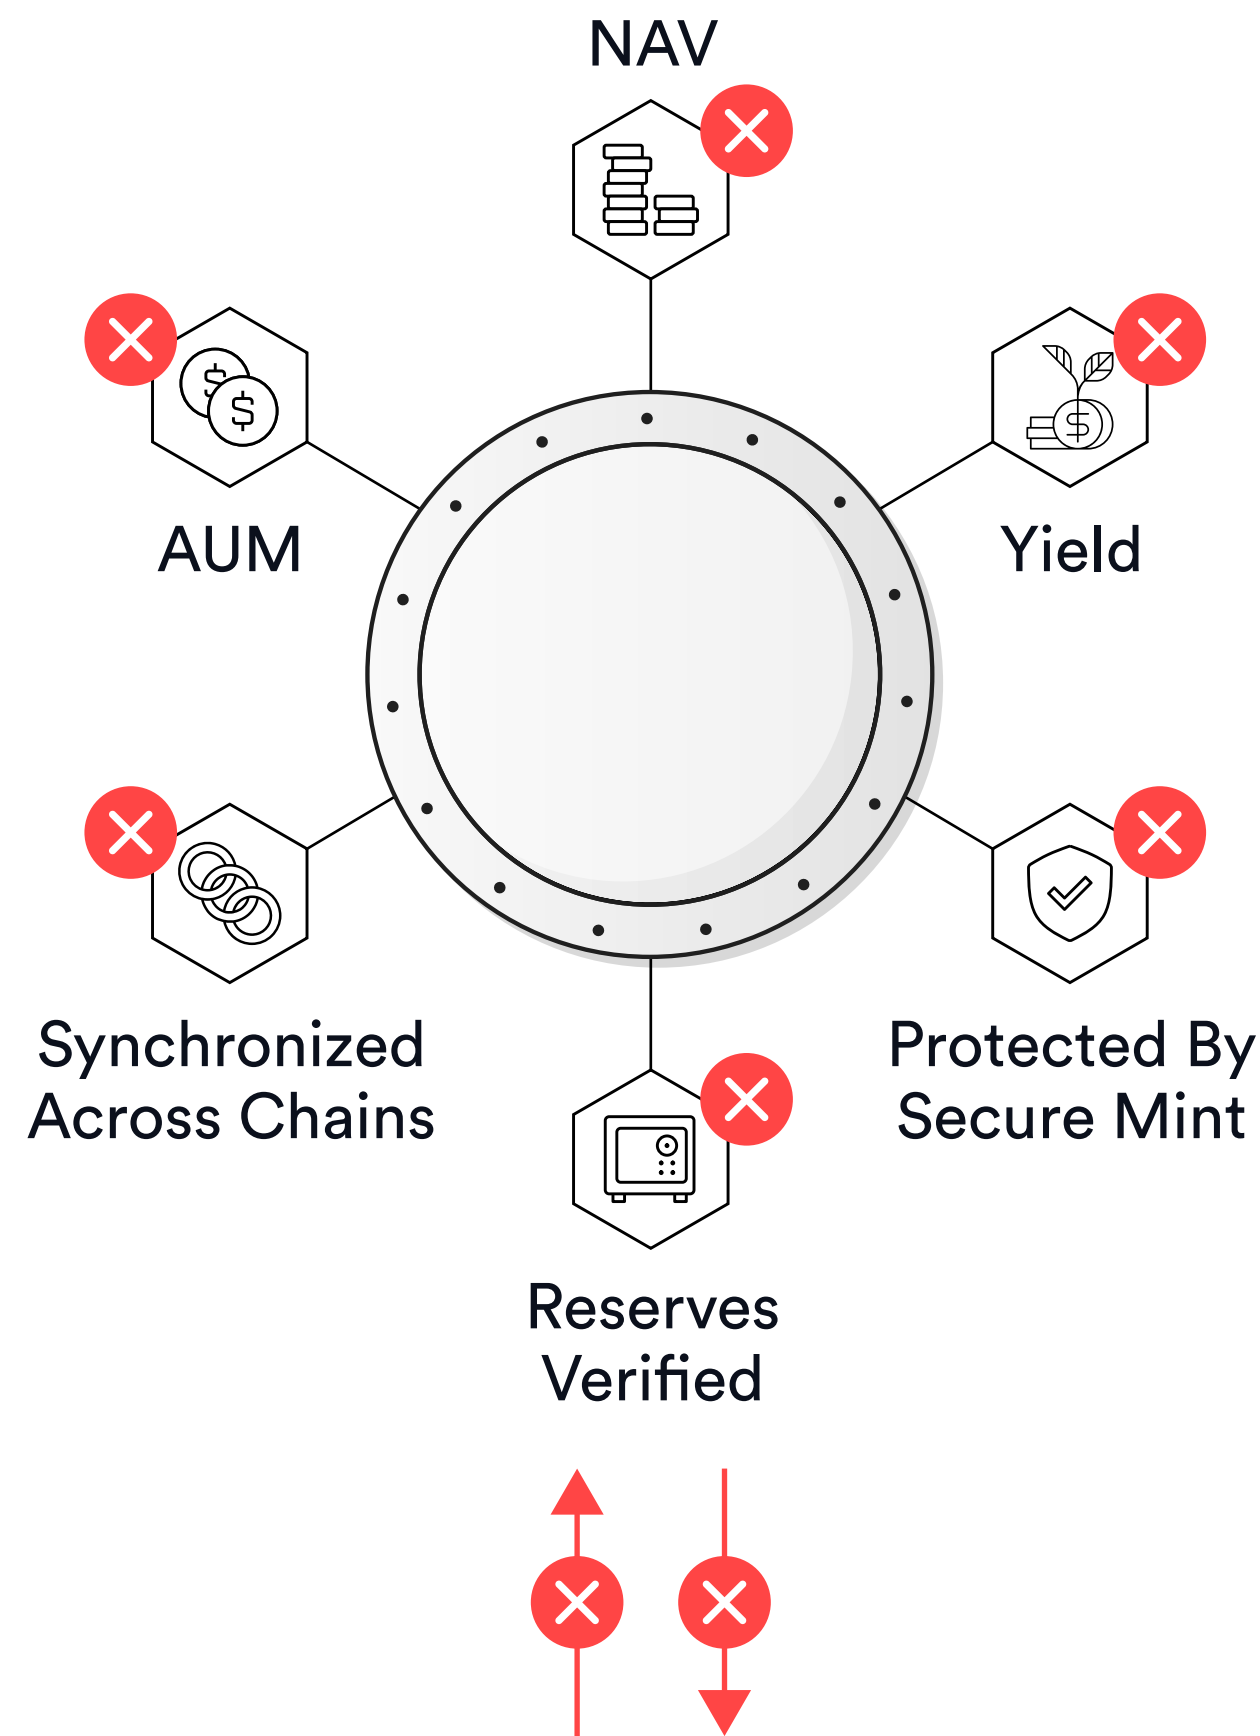 NAV
AUM
Yield
Synchronized
Across Chains
Protected By
Secure Mint
Reserves
Verified